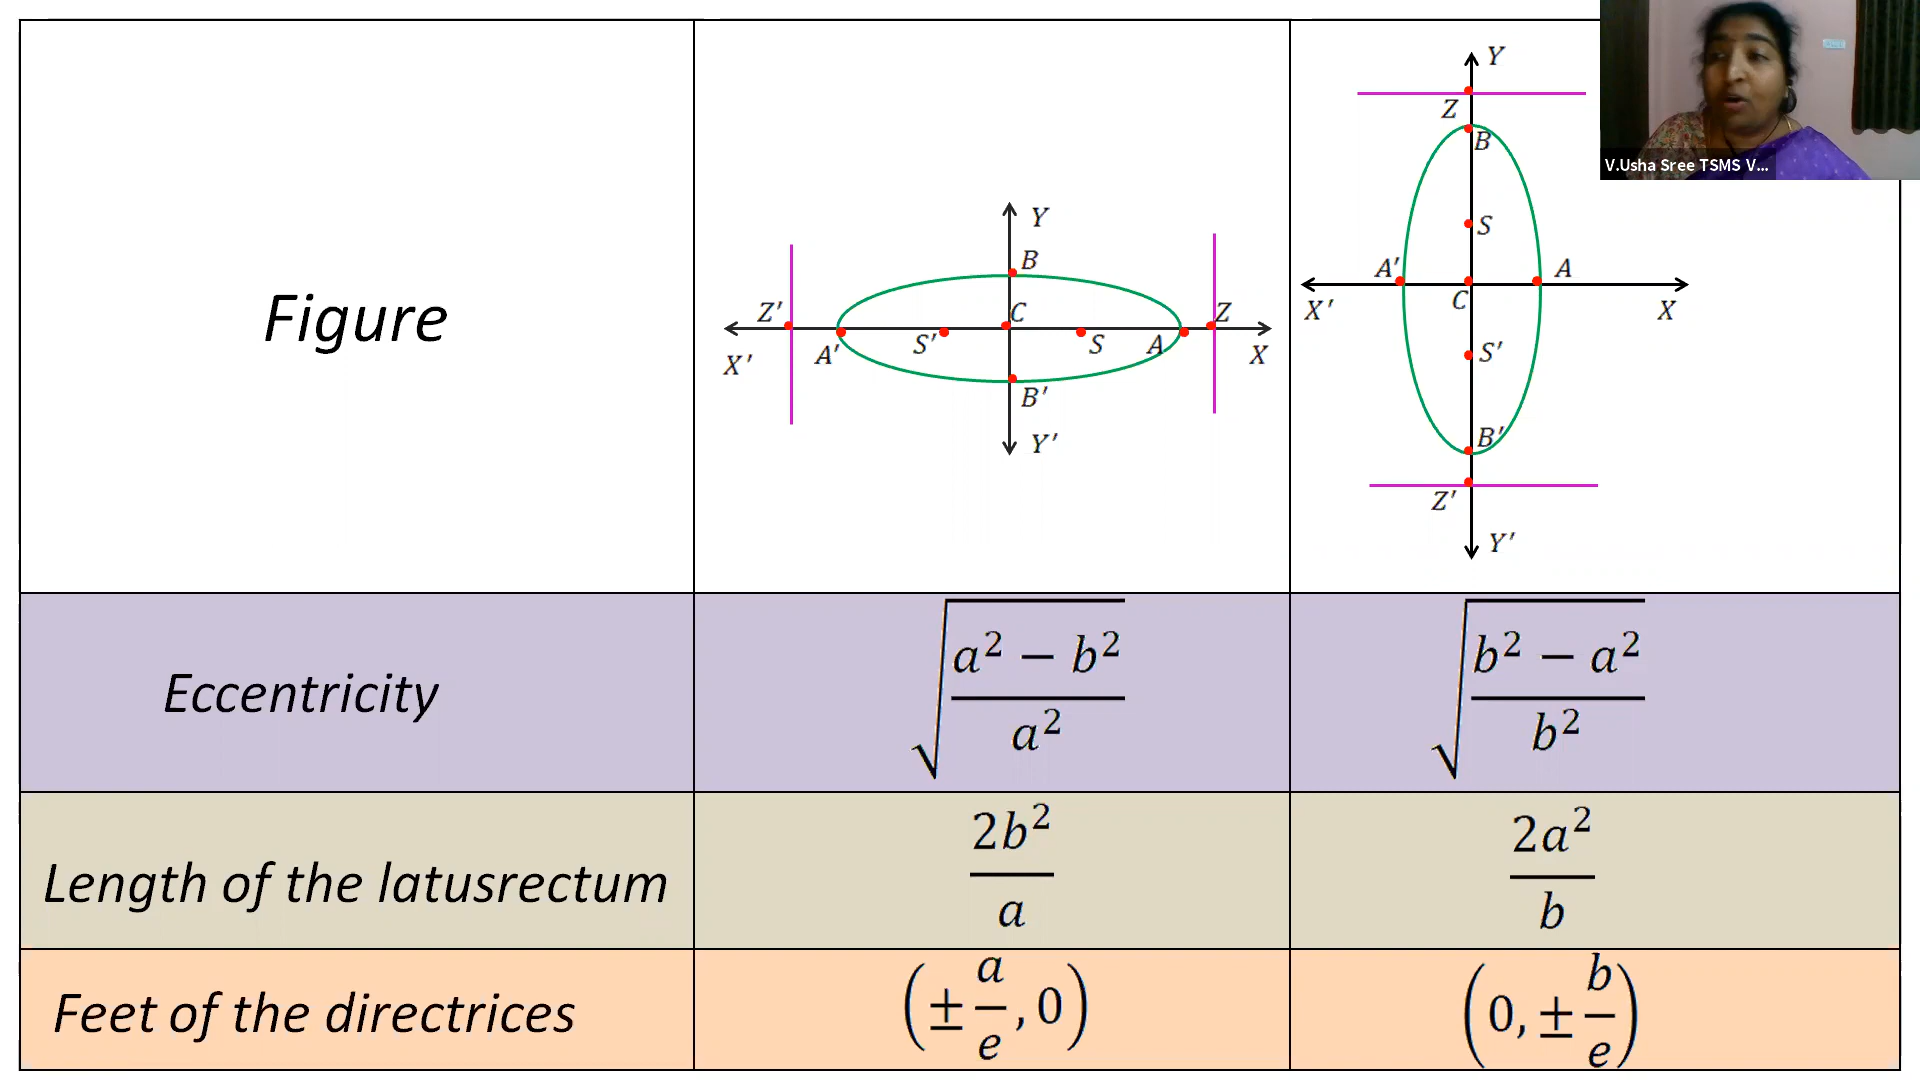 Figure
Y
B
Z' C Z
S' S A
X' A' X
B'
Y'
Y
Z
B
S
A' A
C
X' X
S'
B'
Z'
Y'
V.Usha Sree TSMS V...
Eccentricity √((a² − b²)/a²) √((b² − a²)/b²)
Length of the latusrectum 2b²/a 2a²/b
Feet of the directrices (± a/e , 0) (0, ± b/e)